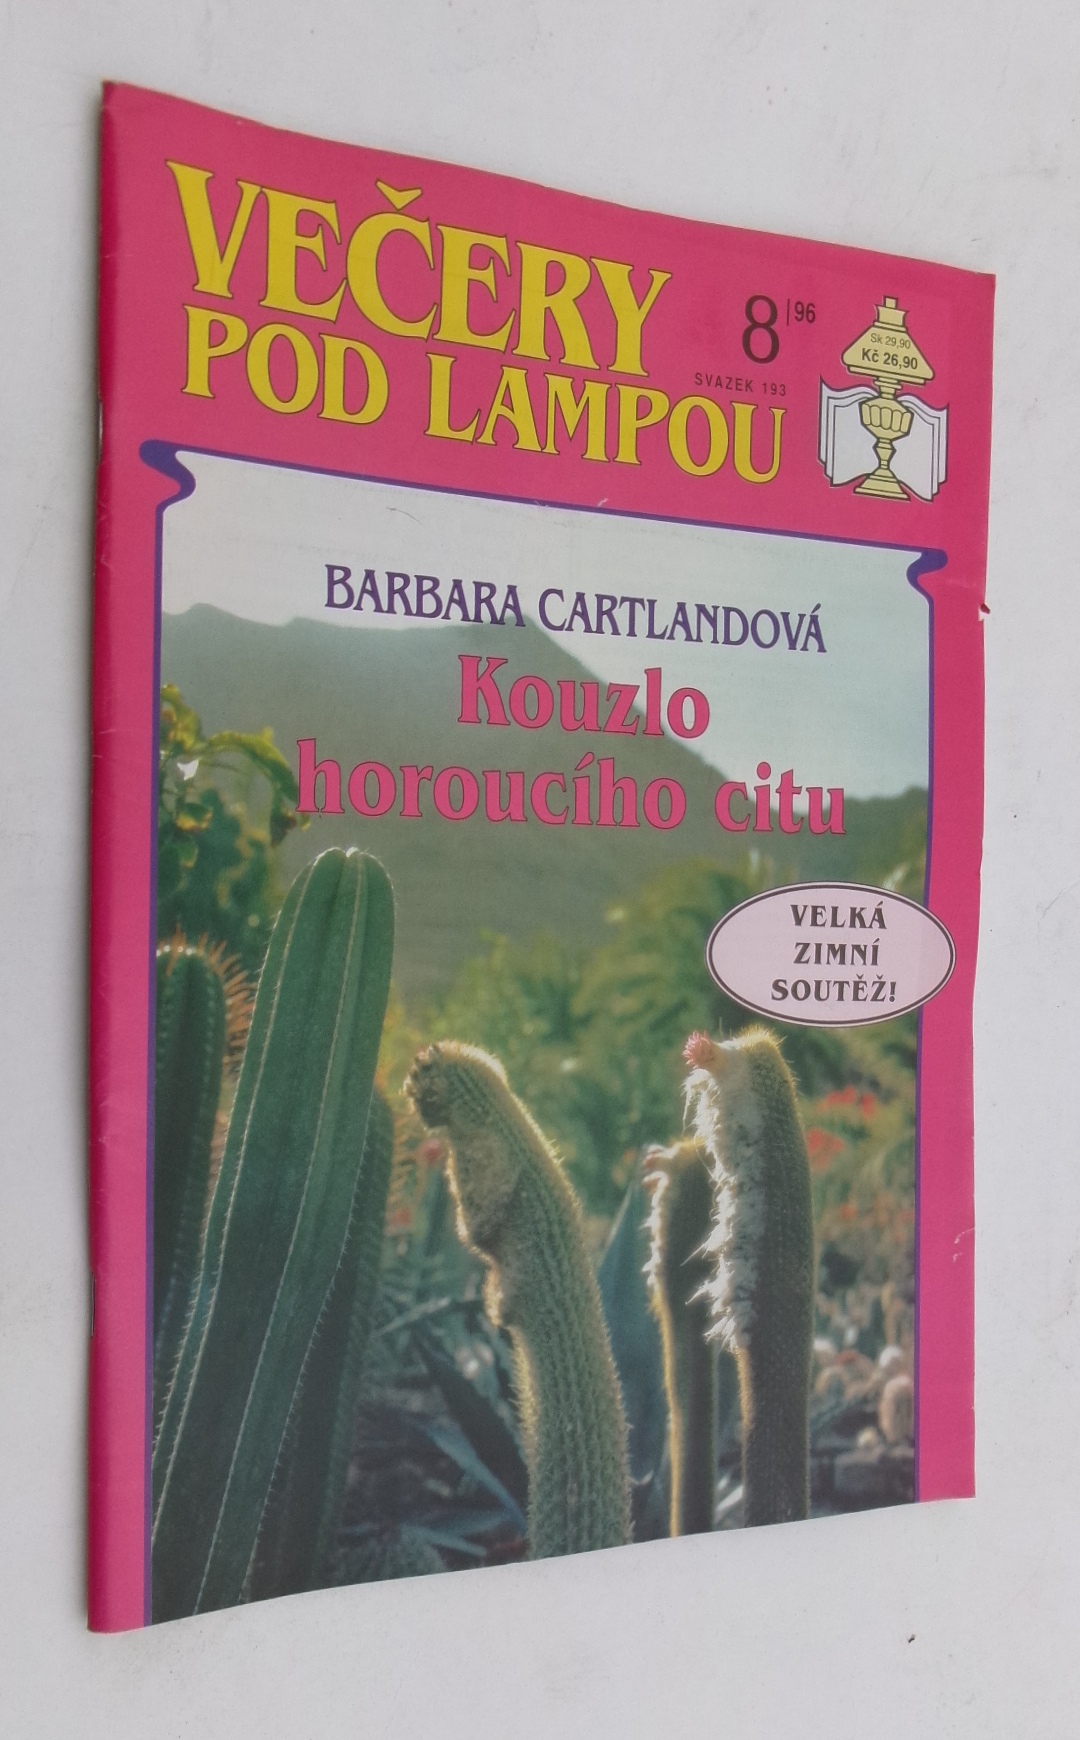 VEČERY
POD LAMPOU
8|96
SVAZEK 193
Sk 29,90
Kč 26,90
BARBARA CARTLANDOVÁ
Kouzlo
horoucího citu
VELKÁ
ZIMNÍ
SOUTĚŽ!